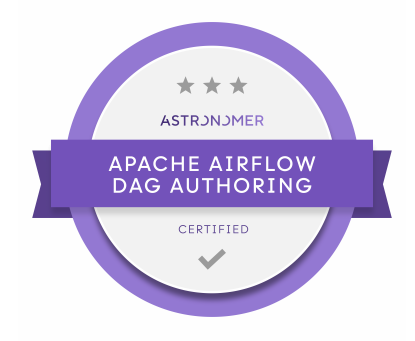 ASTRONOMER
APACHE AIRFLOW
DAG AUTHORING
CERTIFIED